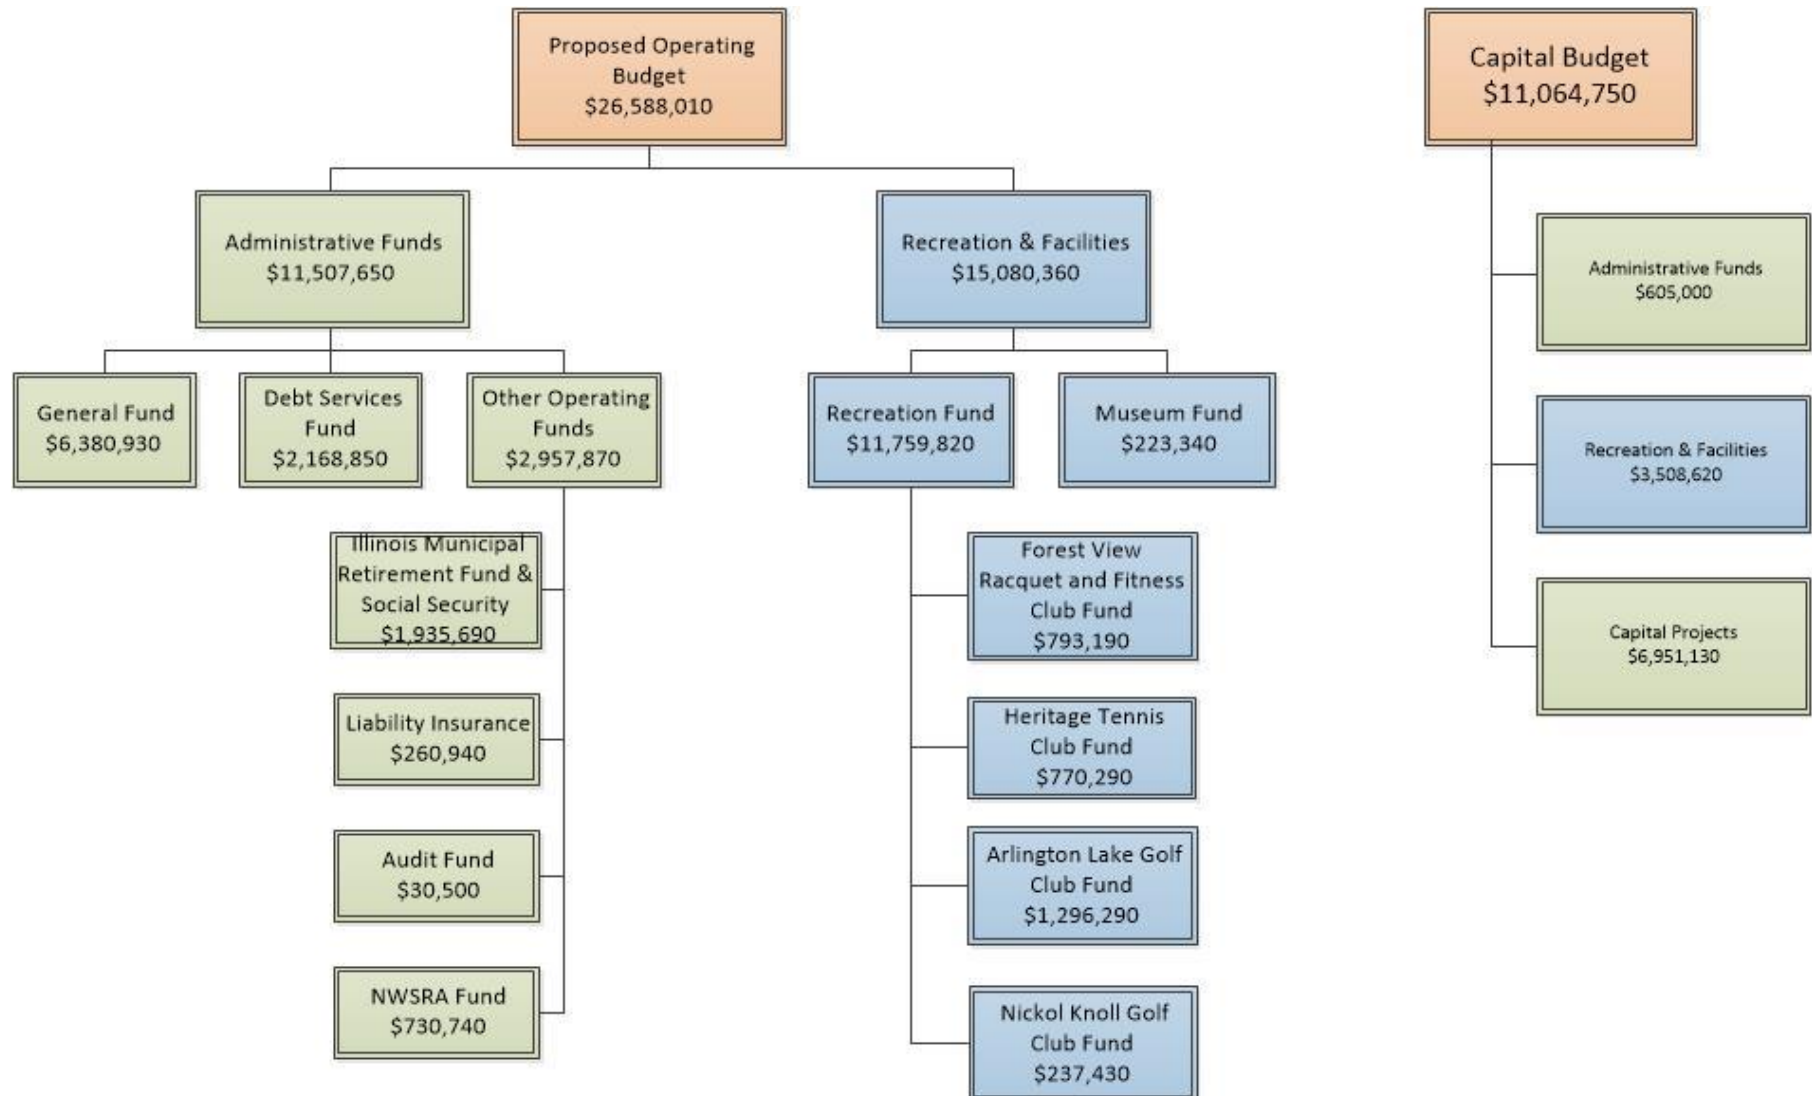 Proposed Operating
Budget
$26,588,010
Capital Budget
$11,064,750
Administrative Funds
$11,507,650
Recreation & Facilities
$15,080,360
Administrative Funds
$605,000
General Fund
$6,380,930
Debt Services
Fund
$2,168,850
Other Operating
Funds
$2,957,870
Recreation Fund
$11,759,820
Museum Fund
$223,340
Recreation & Facilities
$3,508,620
Illinois Municipal
Retirement Fund &
Social Security
$1,935,690
Forest View
Racquet and Fitness
Club Fund
$793,190
Capital Projects
$6,951,130
Liability Insurance
$260,940
Heritage Tennis
Club Fund
$770,290
Audit Fund
$30,500
Arlington Lake Golf
Club Fund
$1,296,290
NWSRA Fund
$730,740
Nickol Knoll Golf
Club Fund
$237,430